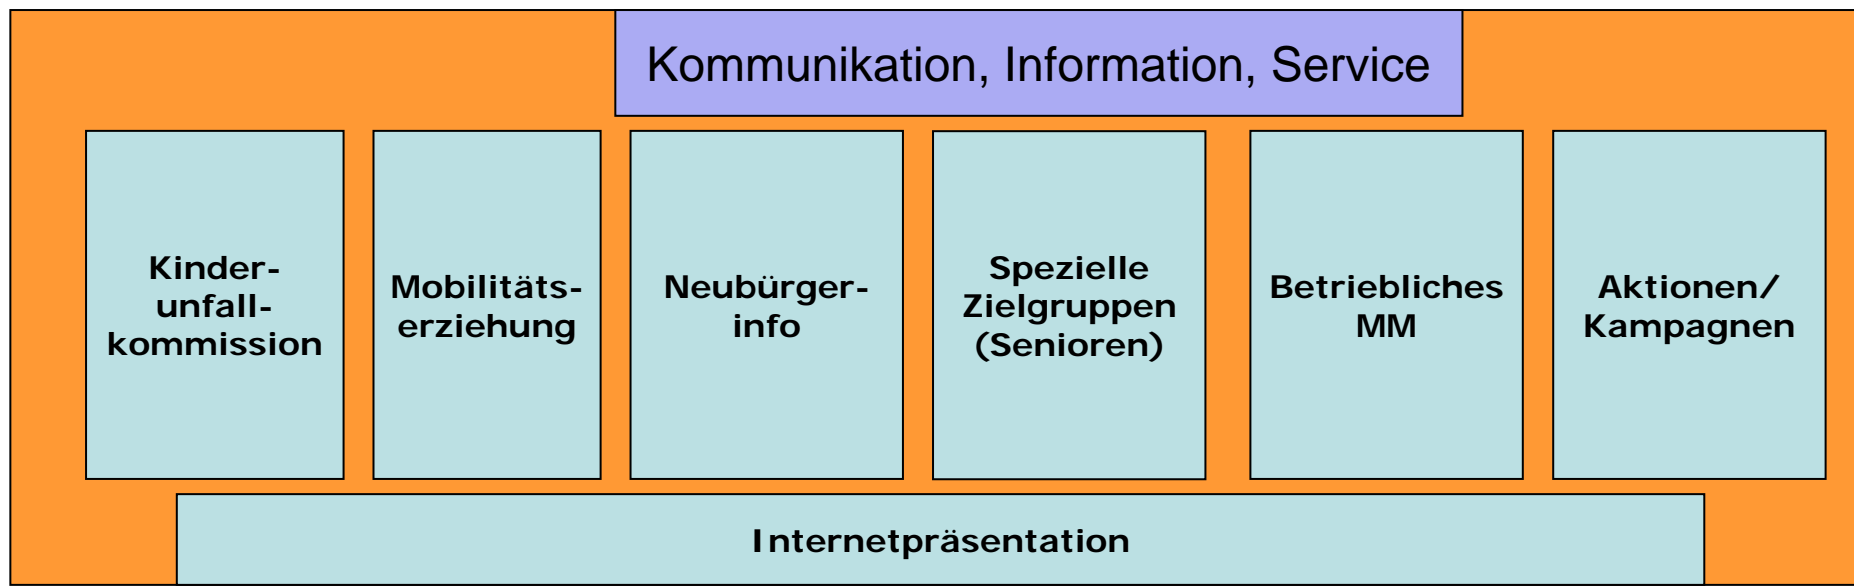 Kommunikation, Information, Service
Kinder-
unfall-
kommission
Mobilitäts-
erziehung
Neubürger-
info
Spezielle
Zielgruppen
(Senioren)
Betriebliches
MM
Aktionen/
Kampagnen
Internetpräsentation